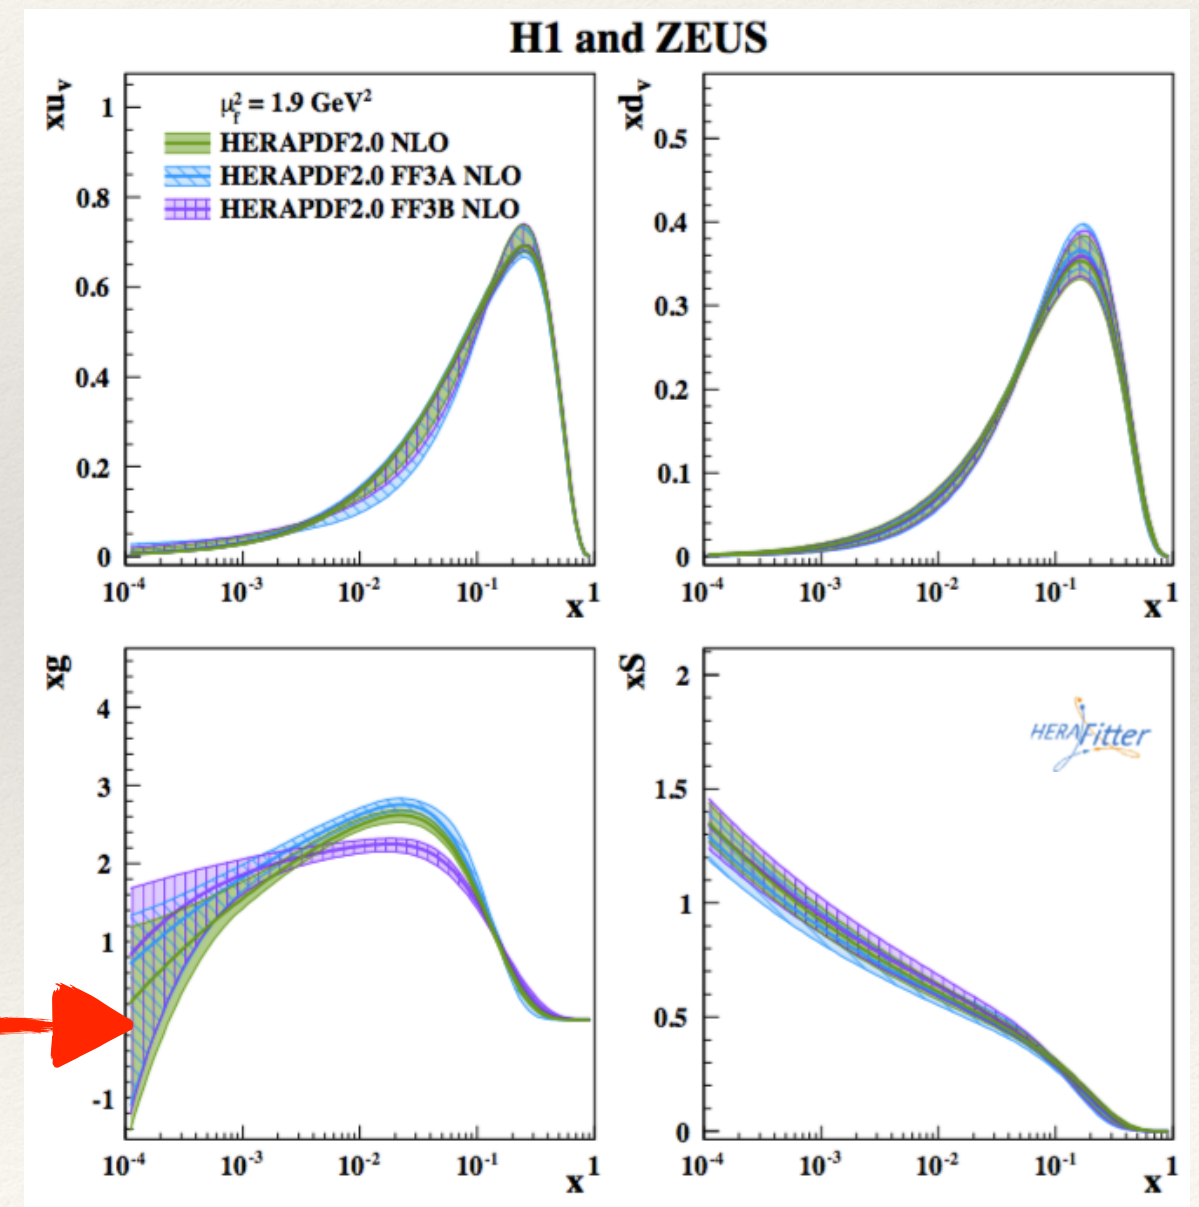 H1 and ZEUS
xuᵥ
1
0.8
0.6
0.4
0.2
0
μ_f² = 1.9 GeV²
HERAPDF2.0 NLO
HERAPDF2.0 FF3A NLO
HERAPDF2.0 FF3B NLO
10⁻⁴ 10⁻³ 10⁻² 10⁻¹ 1
x
xdᵥ
0.5
0.4
0.3
0.2
0.1
0
10⁻⁴ 10⁻³ 10⁻² 10⁻¹ 1
x
xg
4
3
2
1
-1
10⁻⁴ 10⁻³ 10⁻² 10⁻¹ 1
x
xS
2
1.5
1
0.5
0
HERAFitter
10⁻⁴ 10⁻³ 10⁻² 10⁻¹ 1
x